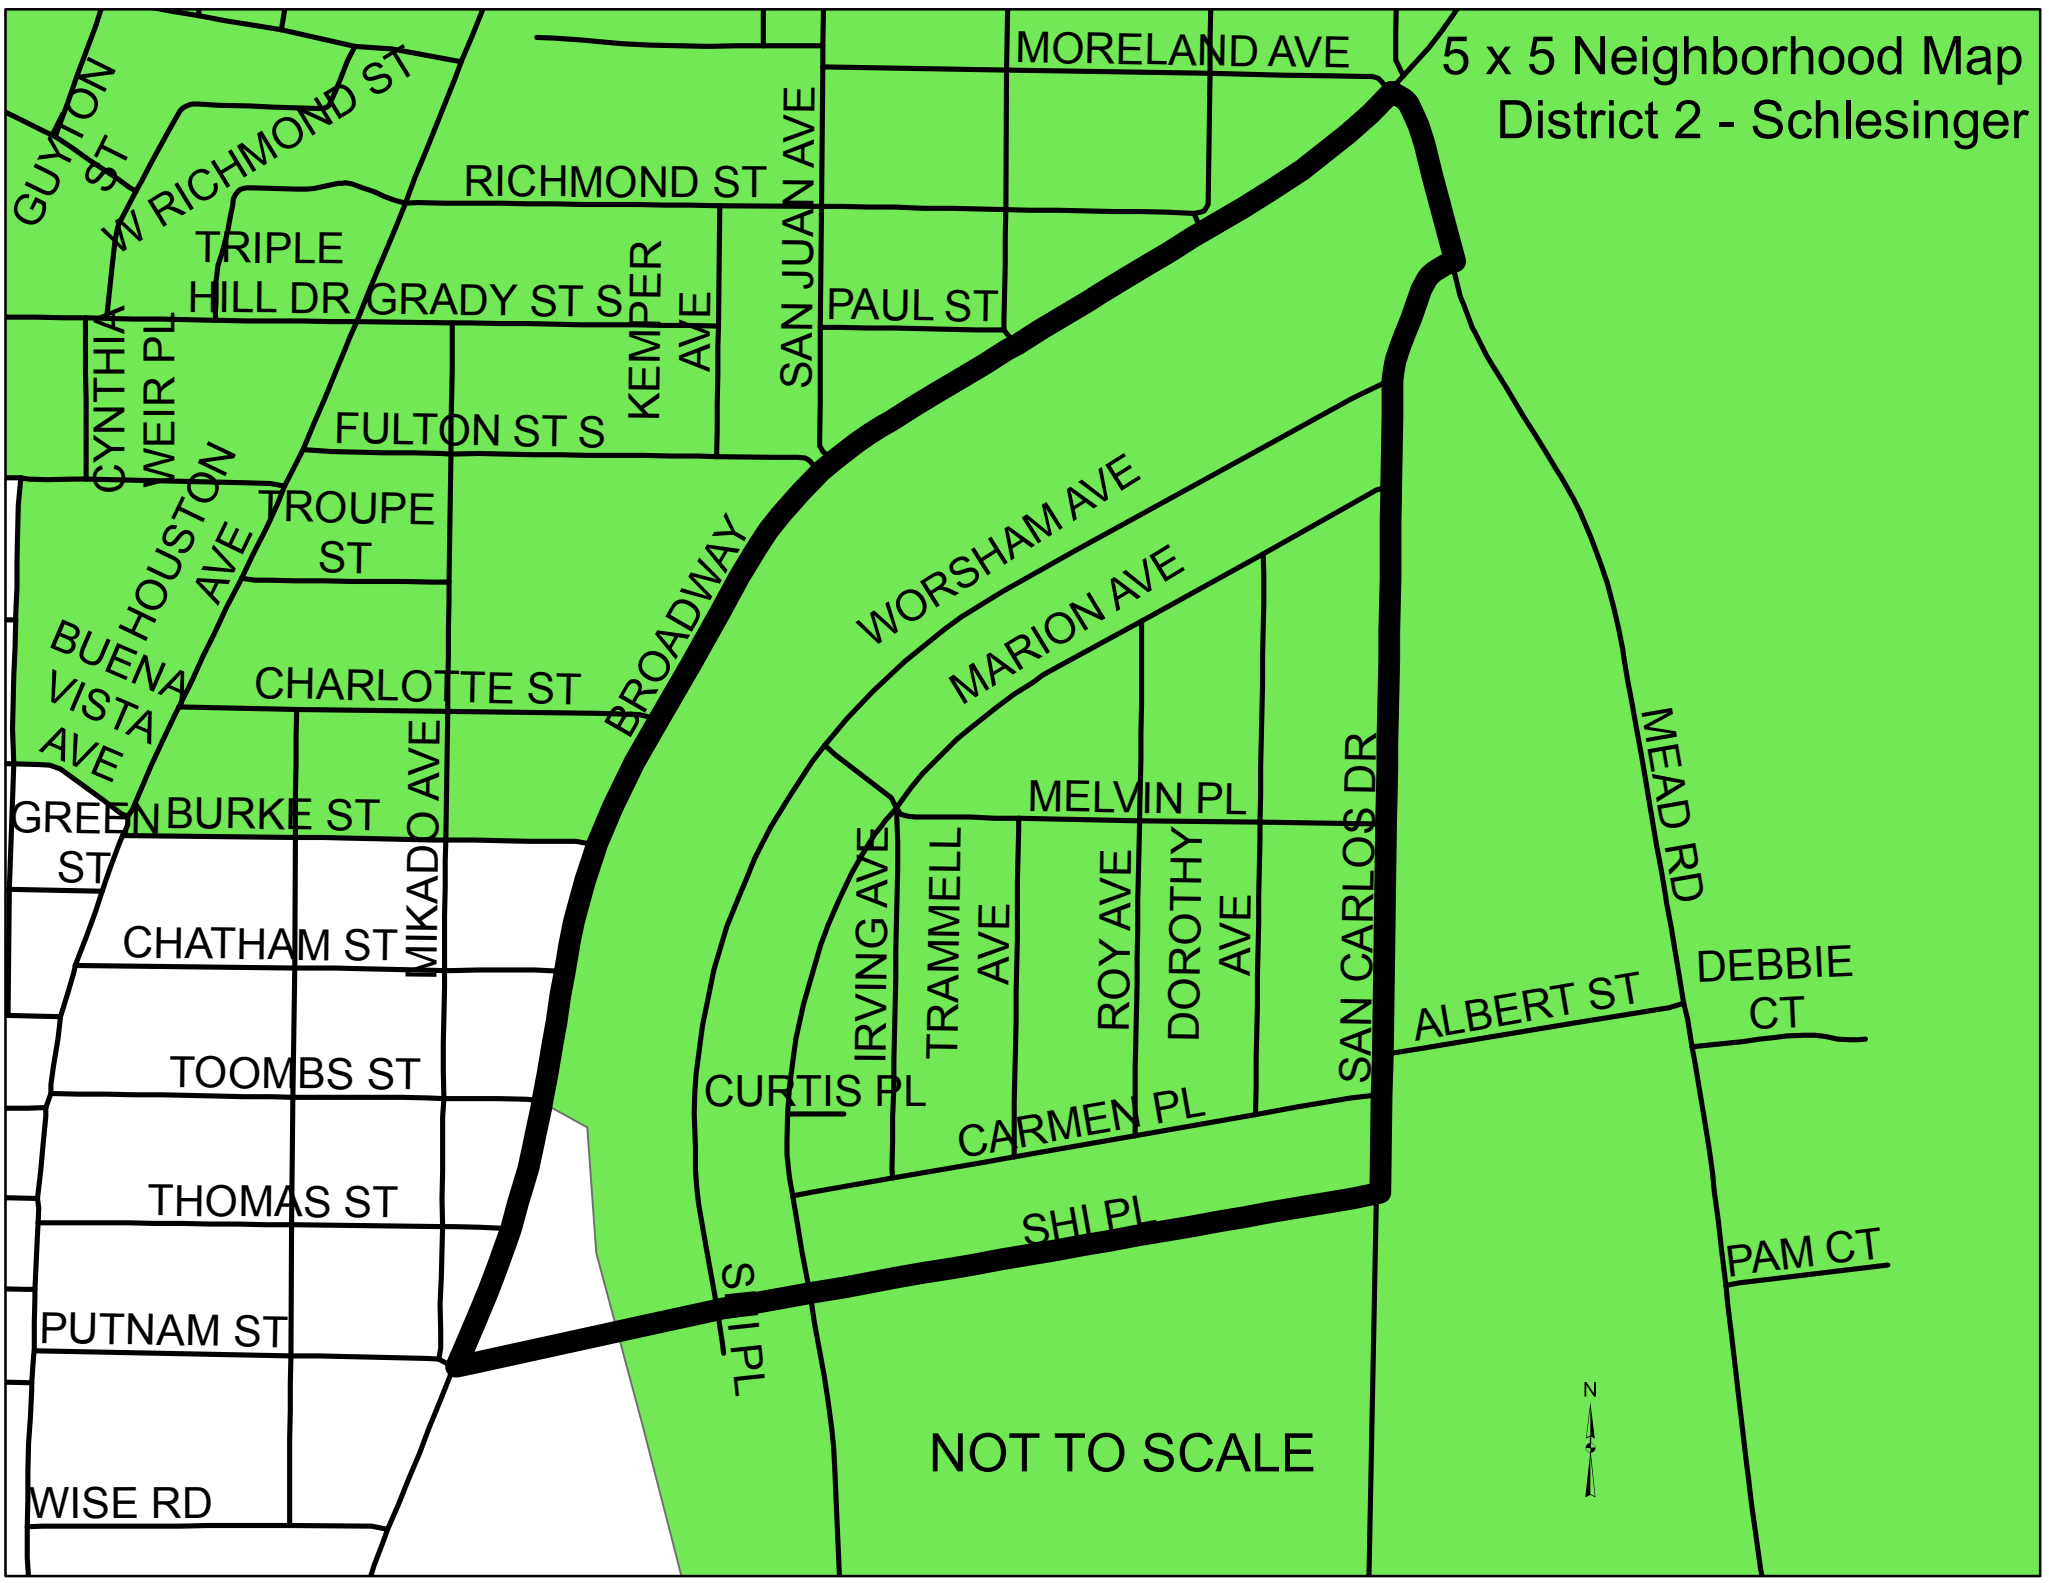 5 x 5 Neighborhood Map
District 2 - Schlesinger
MORELAND AVE
GUYTON
ST
W RICHMOND ST
RICHMOND ST
SAN JUAN AVE
TRIPLE
HILL DR
GRADY ST S
KEMPER
AVE
PAUL ST
CYNTHIA
WEIR PL
FULTON ST S
HOUSTON
AVE
TROUPE
ST
BROADWAY
WORSHAM AVE
MARION AVE
BUENA
VISTA
AVE
CHARLOTTE ST
MIKADO AVE
GREEN
ST
BURKE ST
MELVIN PL
SAN CARLOS DR
MEAD RD
IRVING AVE
TRAMMELL
AVE
ROY AVE
DOROTHY
AVE
CHATHAM ST
ALBERT ST
DEBBIE
CT
TOOMBS ST
CURTIS PL
CARMEN PL
THOMAS ST
SHI PL
PAM CT
SHI PL
PUTNAM ST
N
NOT TO SCALE
WISE RD